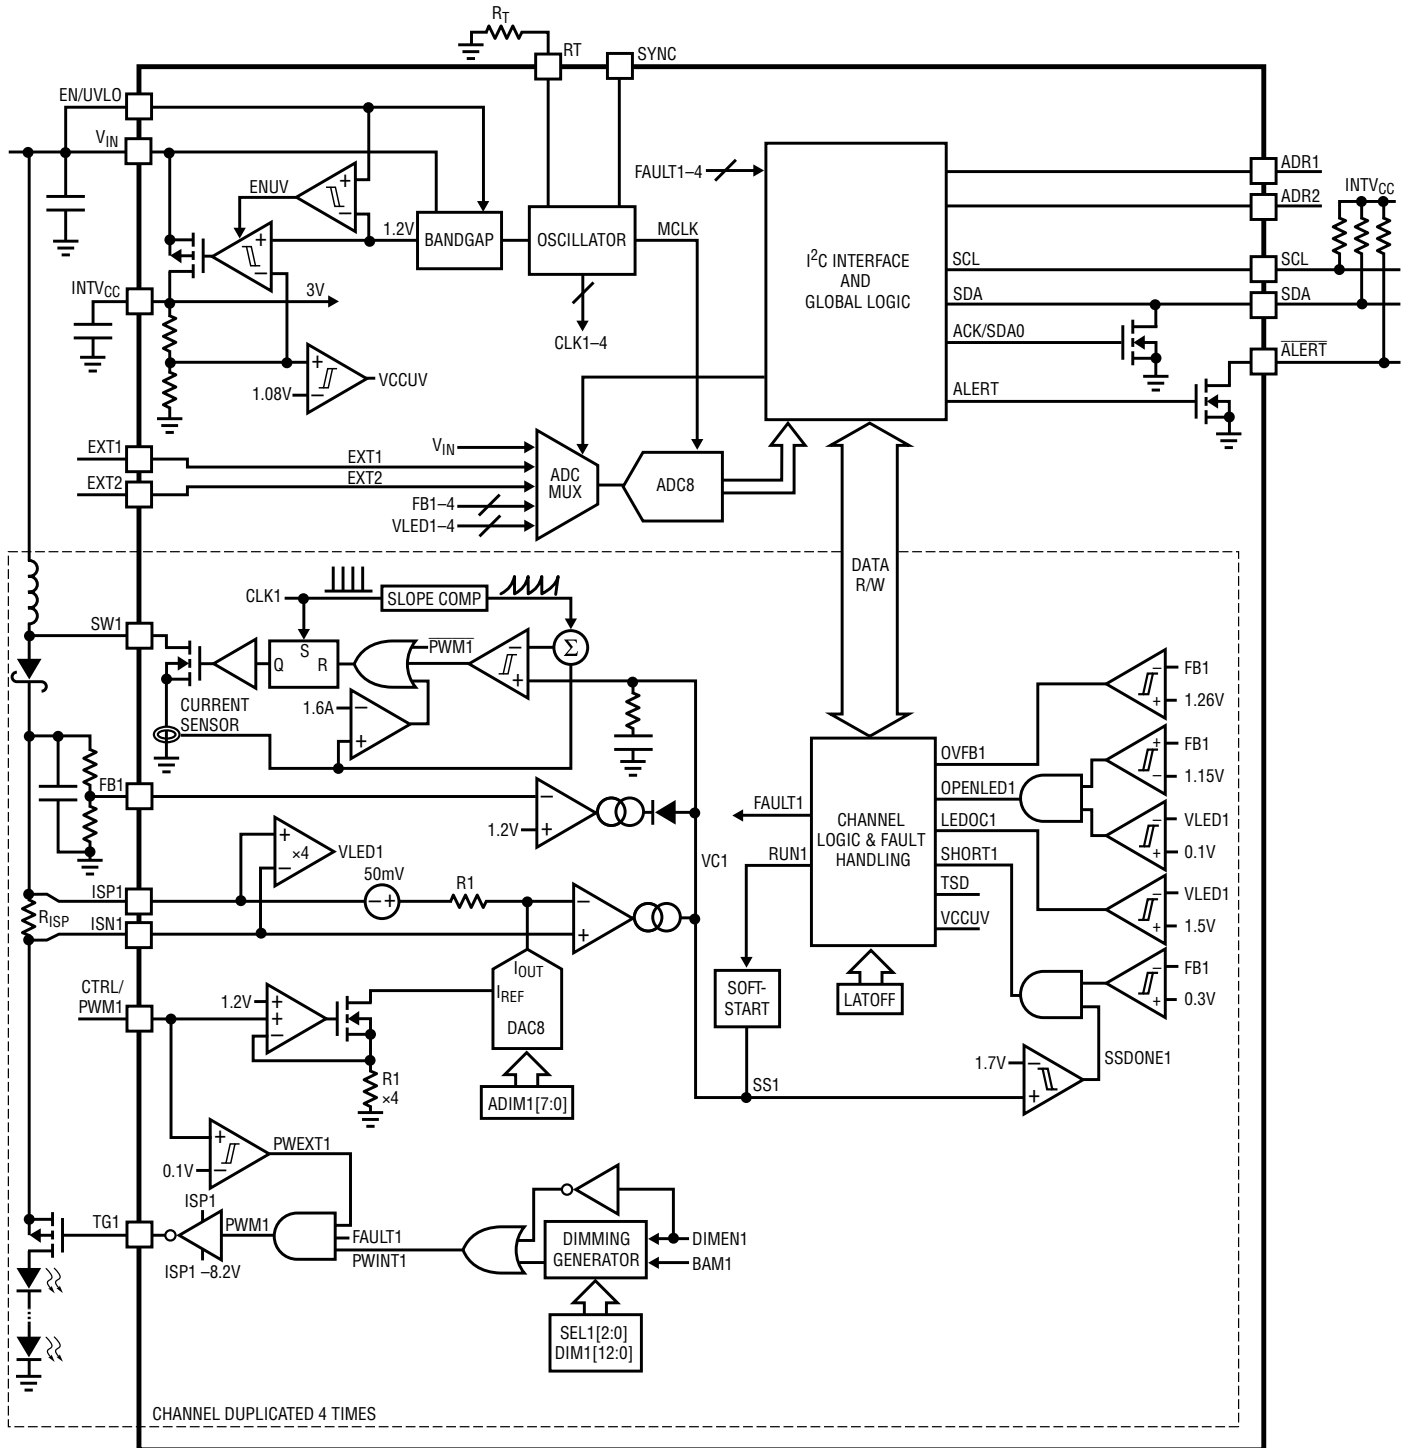 RT
RT
SYNC
EN/UVLO
VIN
ENUV
1.2V
BANDGAP
OSCILLATOR
MCLK
CLK1–4
INTVCC
3V
1.08V
VCCUV
FAULT1–4
I2C INTERFACE
AND
GLOBAL LOGIC
ADR1
ADR2
INTVCC
SCL
SCL
SDA
SDA
ACK/SDA0
ALERT
ALERT
EXT1
EXT1
EXT2
EXT2
VIN
FB1–4
VLED1–4
ADC
MUX
ADC8
DATA
R/W
CLK1
SLOPE COMP
SW1
S
Q
R
PWM1
–
+
Σ
CURRENT
SENSOR
1.6A
–
+
FB1
1.2V
–
+
VC1
+
×4
–
VLED1
50mV
– +
R1
ISP1
RISP
ISN1
–
+
IOUT
IREF
DAC8
ADIM1[7:0]
CTRL/
PWM1
1.2V
+
+
–
R1
×4
FAULT1
RUN1
CHANNEL
LOGIC & FAULT
HANDLING
OVFB1
OPENLED1
LEDOC1
SHORT1
TSD
VCCUV
LATOFF
SOFT-
START
SS1
– FB1
+ 1.26V
+ FB1
– 1.15V
– VLED1
+ 0.1V
– VLED1
+ 1.5V
– FB1
+ 0.3V
1.7V
–
+
SSDONE1
+
0.1V –
PWEXT1
ISP1
TG1
PWM1
ISP1 –8.2V
FAULT1
PWINT1
DIMMING
GENERATOR
DIMEN1
BAM1
SEL1[2:0]
DIM1[12:0]
CHANNEL DUPLICATED 4 TIMES